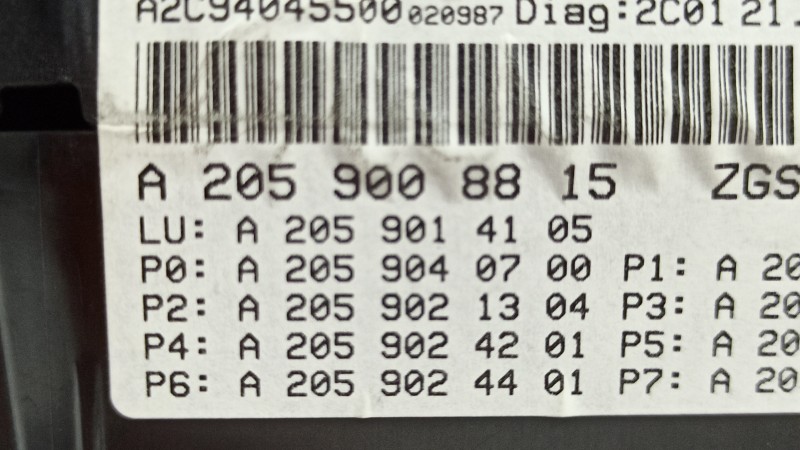 A2C94045500 020987 Diag:2C01 21.
A 205 900 88 15 ZGS
LU: A 205 901 41 05
P0: A 205 904 07 00 P1: A 20
P2: A 205 902 13 04 P3: A 20
P4: A 205 902 42 01 P5: A 20
P6: A 205 902 44 01 P7: A 20